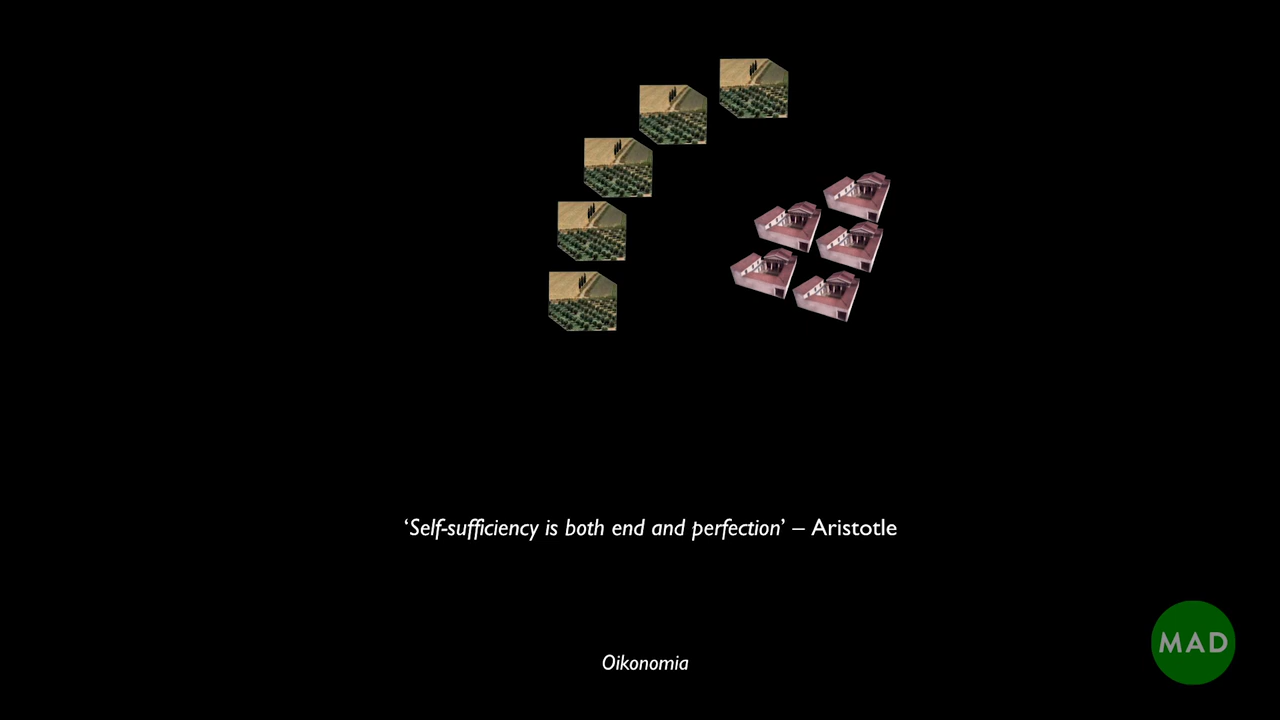 ‘Self-sufficiency is both end and perfection’ – Aristotle
Oikonomia
MAD